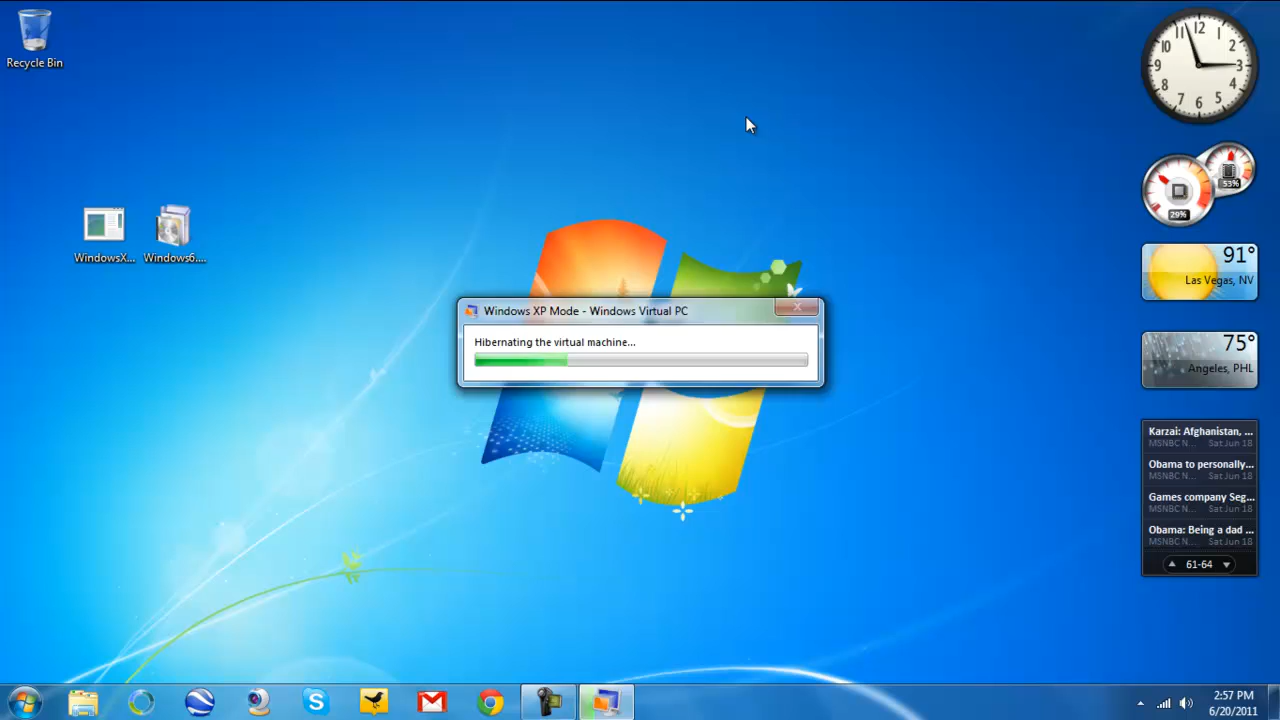 Recycle Bin
WindowsX...
Windows6....
Windows XP Mode - Windows Virtual PC
Hibernating the virtual machine...
11 12 1
10 2
9 3
8 4
7 6 5
53%
29%
91°
Las Vegas, NV
75°
Angeles, PHL
Karzai: Afghanistan, ...
MSNBC N... Sat Jun 18
Obama to personally...
MSNBC N... Sat Jun 18
Games company Seg...
MSNBC N... Sat Jun 18
Obama: Being a dad ...
MSNBC N... Sat Jun 18
61-64
S
2:57 PM
6/20/2011